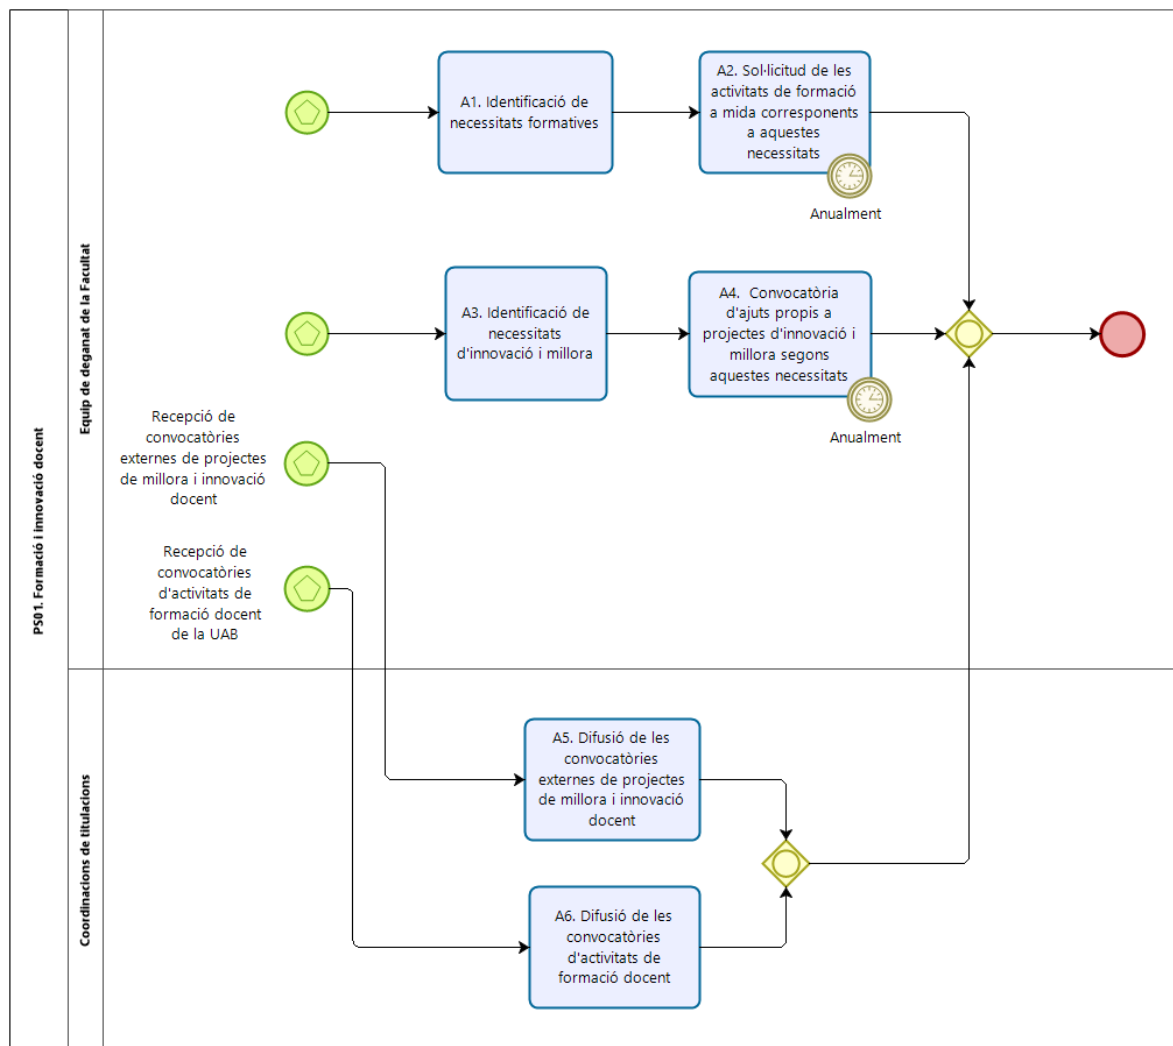 PS01. Formació i innovació docent
Equip de deganat de la Facultat
A1. Identificació de
necessitats formatives
A2. Sol·licitud de les
activitats de formació
a mida corresponents
a aquestes
necessitats
Anualment
A3. Identificació de
necessitats
d'innovació i millora
A4.  Convocatòria
d'ajuts propis a
projectes d'innovació i
millora segons
aquestes necessitats
Anualment
Recepció de
convocatòries
externes de projectes
de millora i innovació
docent
Recepció de
convocatòries
d'activitats de
formació docent
de la UAB
Coordinacions de titulacions
A5. Difusió de les
convocatòries
externes de projectes
de millora i innovació
docent
A6. Difusió de les
convocatòries
d'activitats de
formació docent